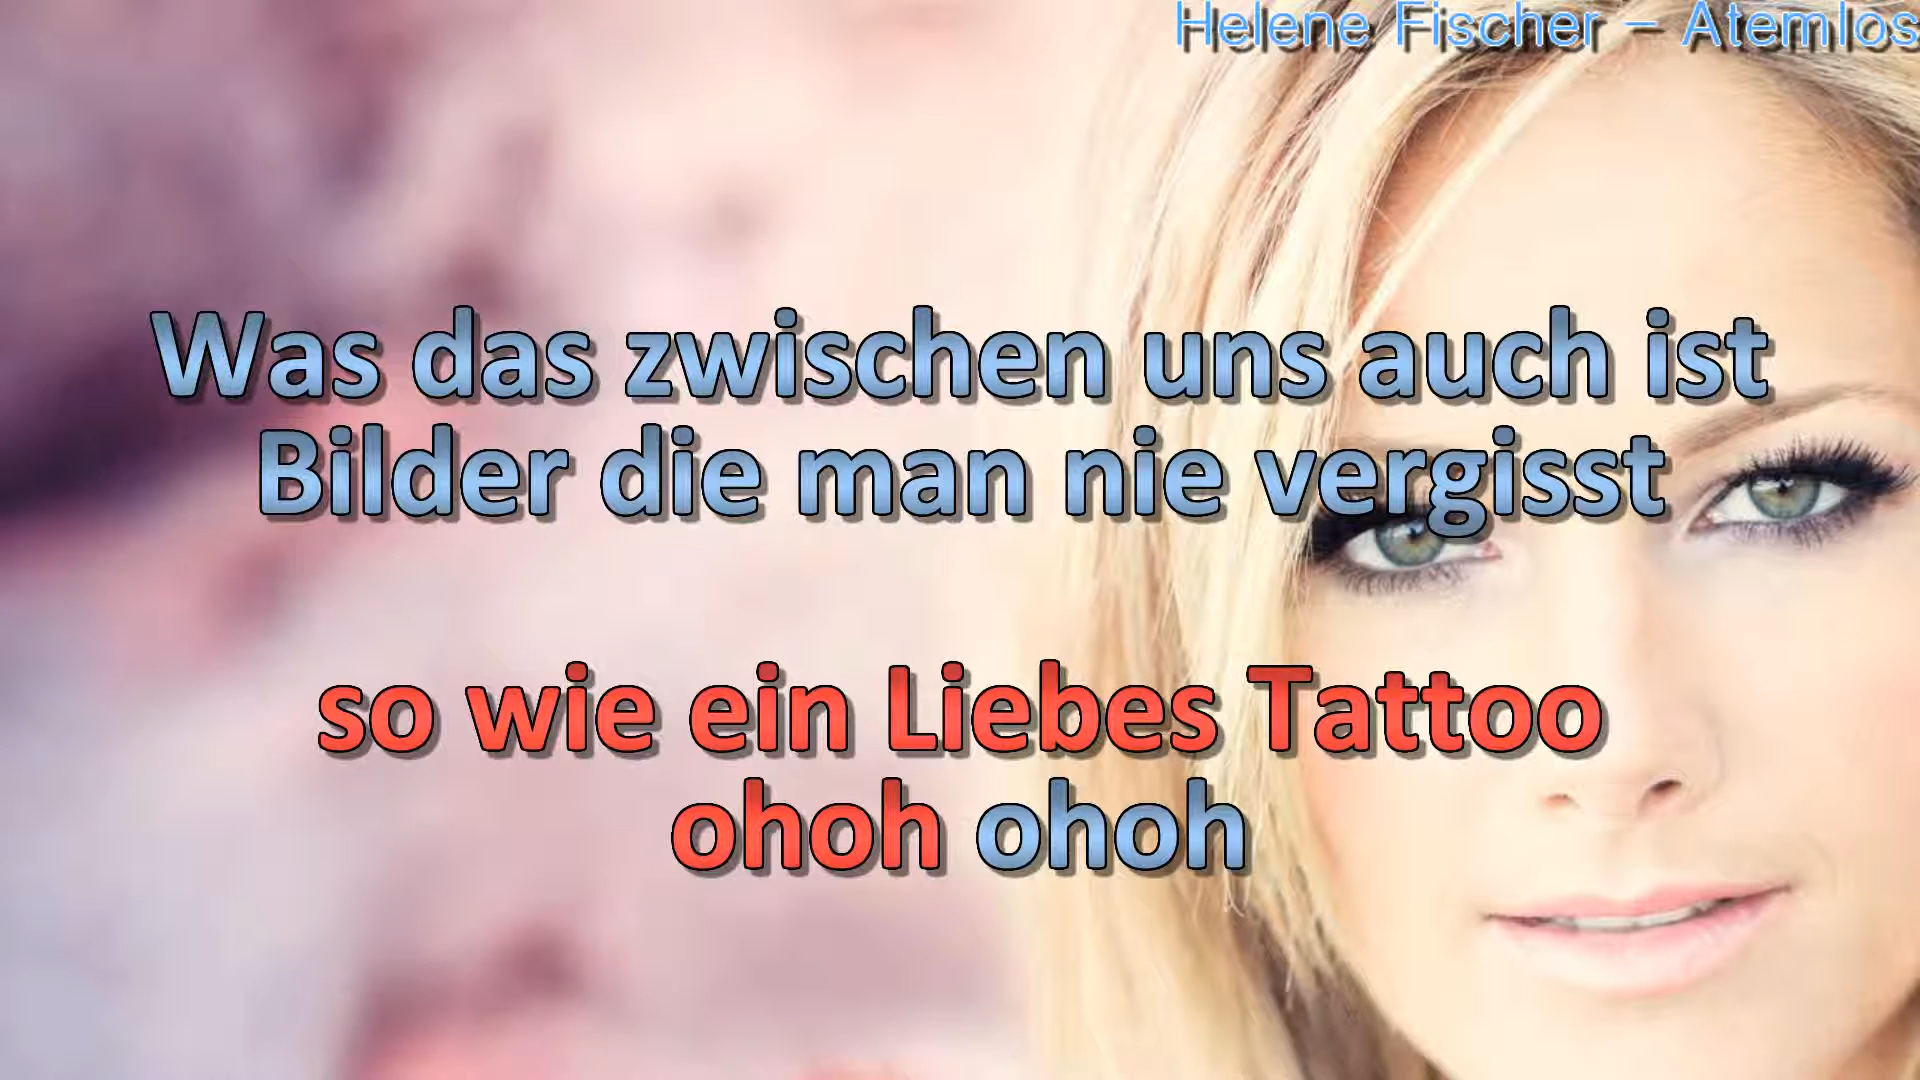 Helene Fischer – Atemlos
Was das zwischen uns auch ist
Bilder die man nie vergisst
so wie ein Liebes Tattoo
ohoh ohoh